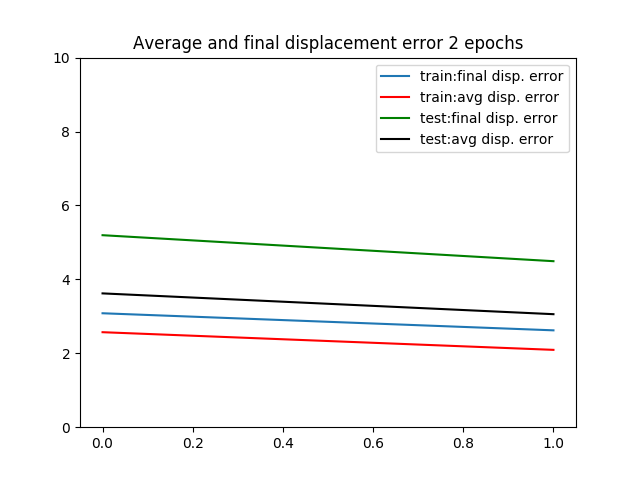 Average and final displacement error 2 epochs
train:final disp. error
train:avg disp. error
test:final disp. error
test:avg disp. error
10
8
6
4
2
0
0.0 0.2 0.4 0.6 0.8 1.0